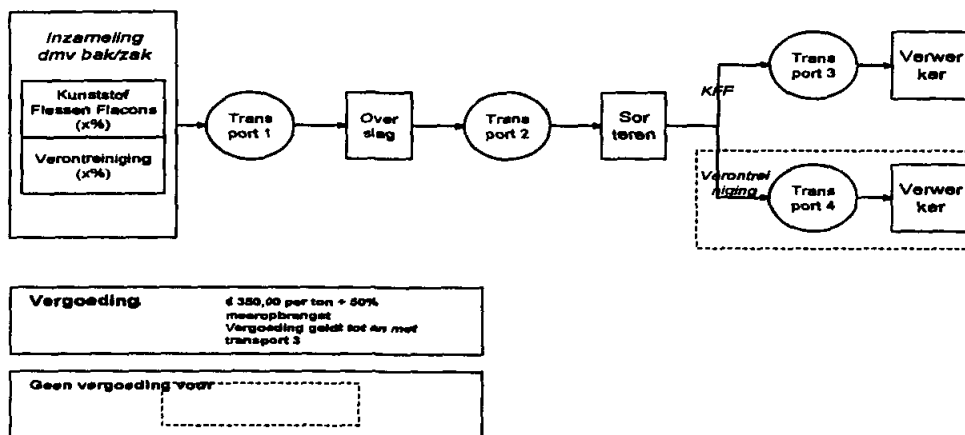 Inzameling
dmv bak/zak
Kunststof
Flessen Flacons
(x%)
Verontreiniging
(x%)
Trans
port 1
Over
slag
Trans
port 2
Sor
teren
KFF
Trans
port 3
Verwer
ker
Verontrei
niging
Trans
port 4
Verwer
ker
Vergoeding
€ 350,00 per ton + 50%
meeropbrengst
Vergoeding geldt tot en met
transport 3
Geen vergoeding voor